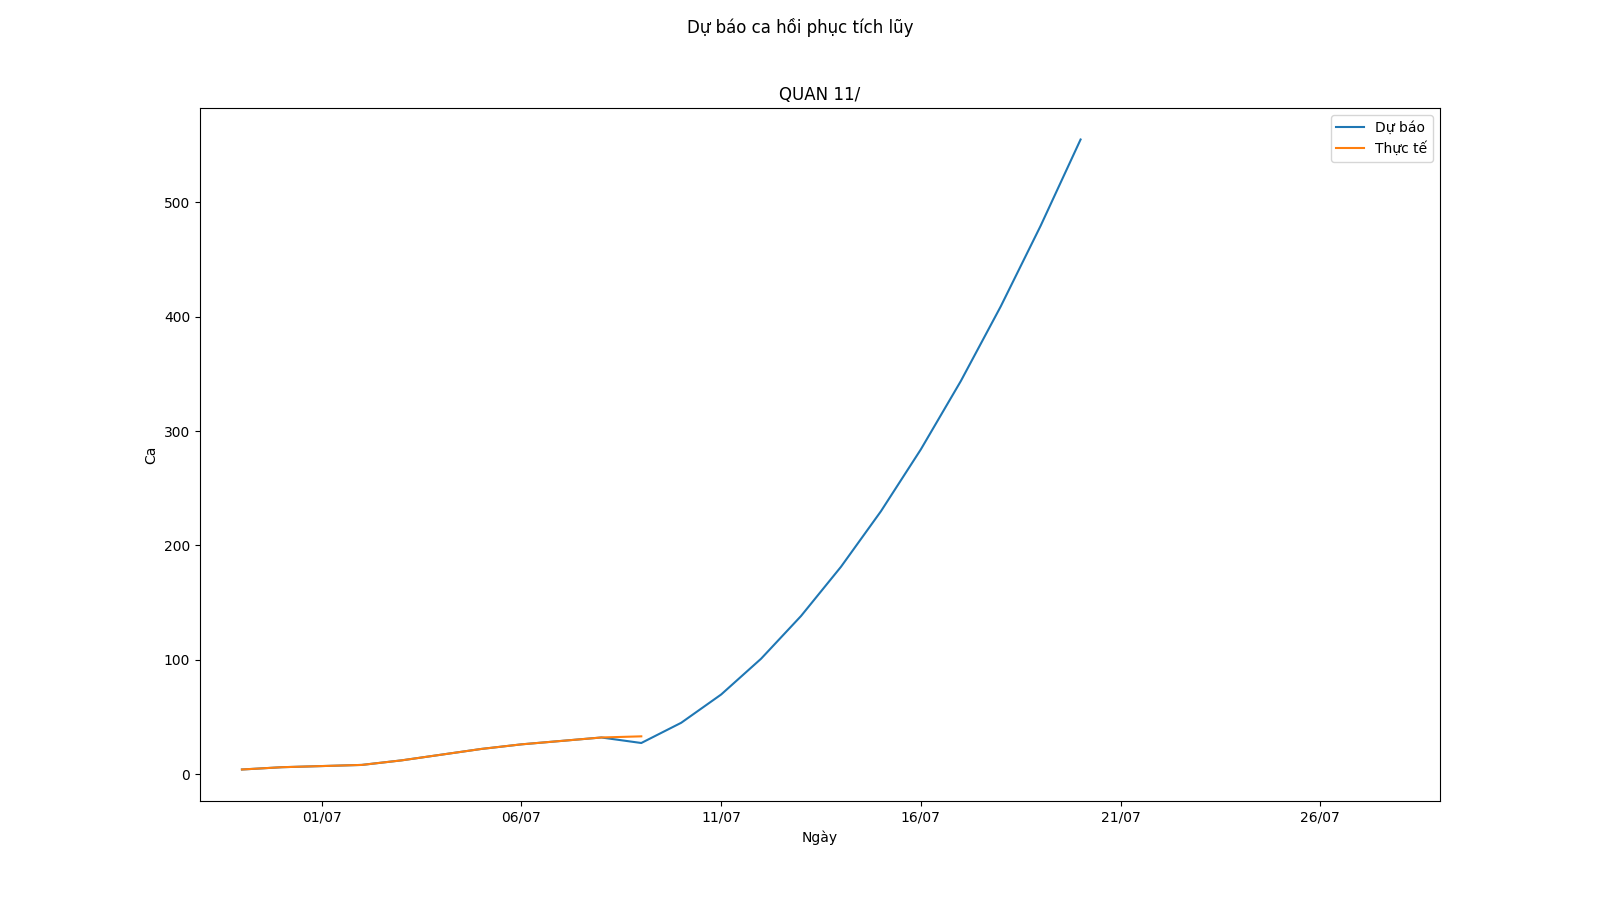 Dự báo ca hồi phục tích lũy
QUAN 11/
Dự báo
Thực tế
500
400
300
200
100
0
Ca
01/07 06/07 11/07 16/07 21/07 26/07
Ngày